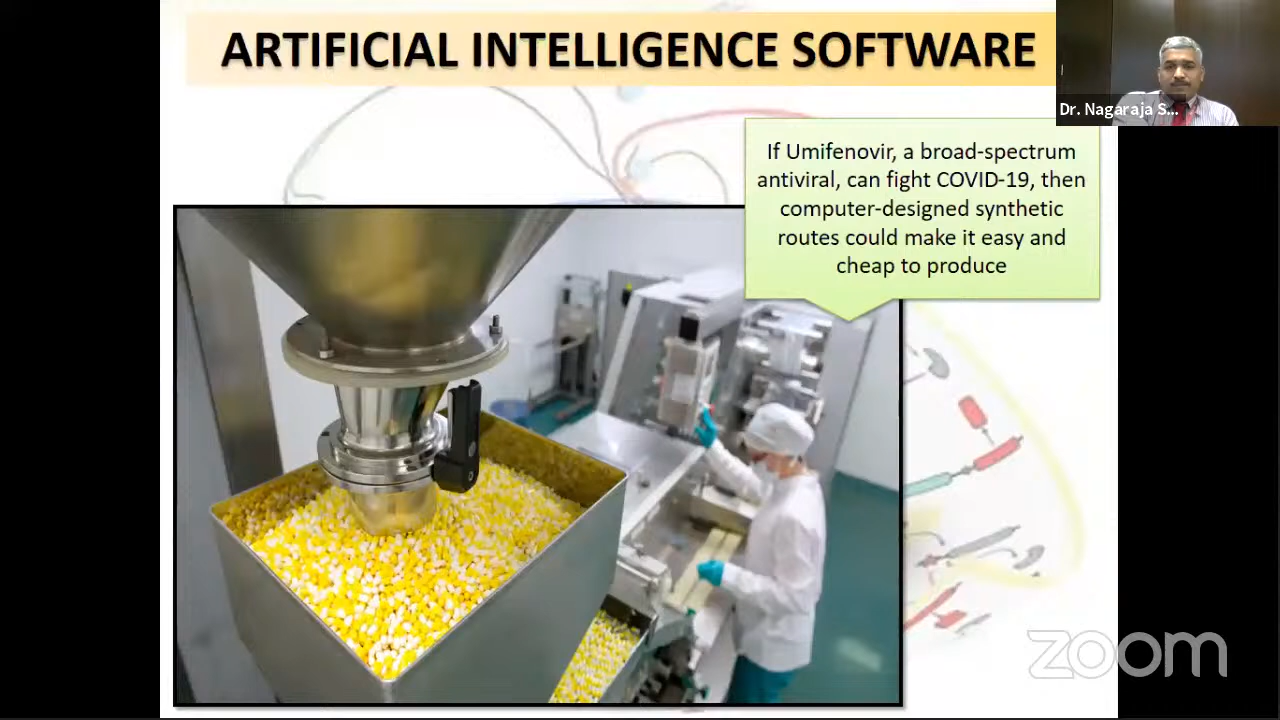 ARTIFICIAL INTELLIGENCE SOFTWARE
Dr. Nagaraja S...
If Umifenovir, a broad-spectrum
antiviral, can fight COVID-19, then
computer-designed synthetic
routes could make it easy and
cheap to produce
zoom